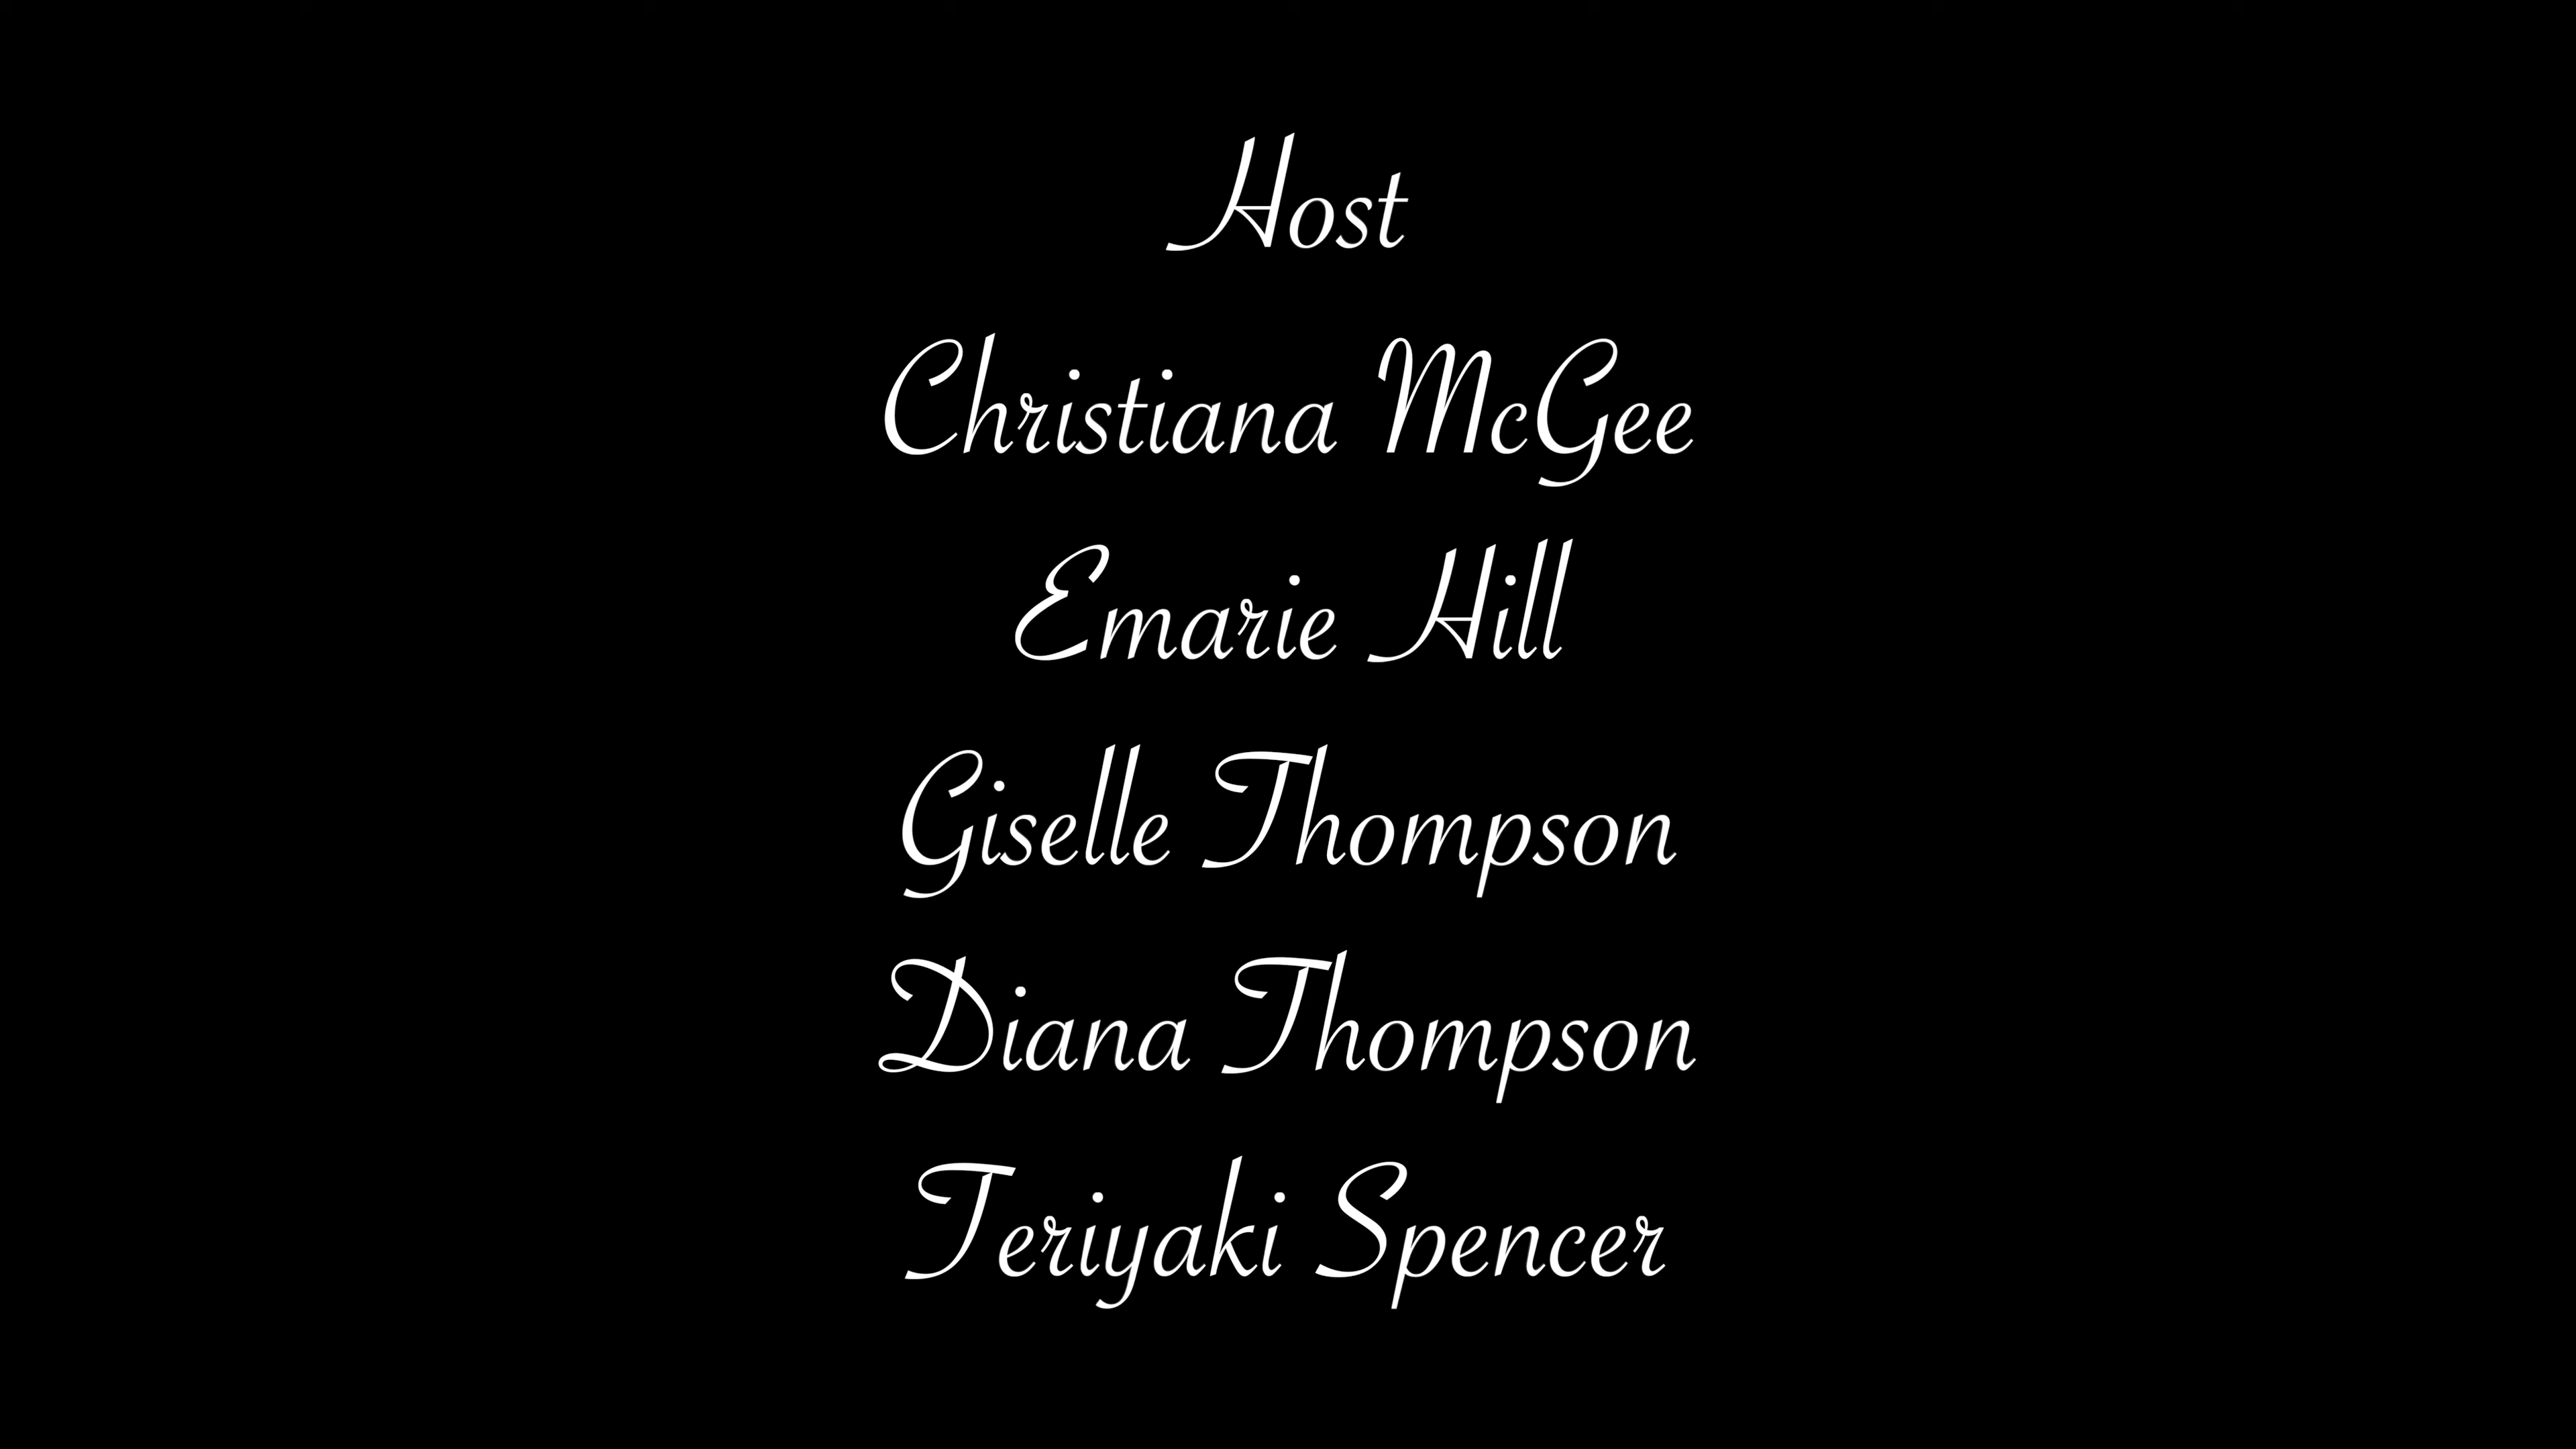 Host
Christiana McGee
Emarie Hill
Giselle Thompson
Diana Thompson
Teriyaki Spencer